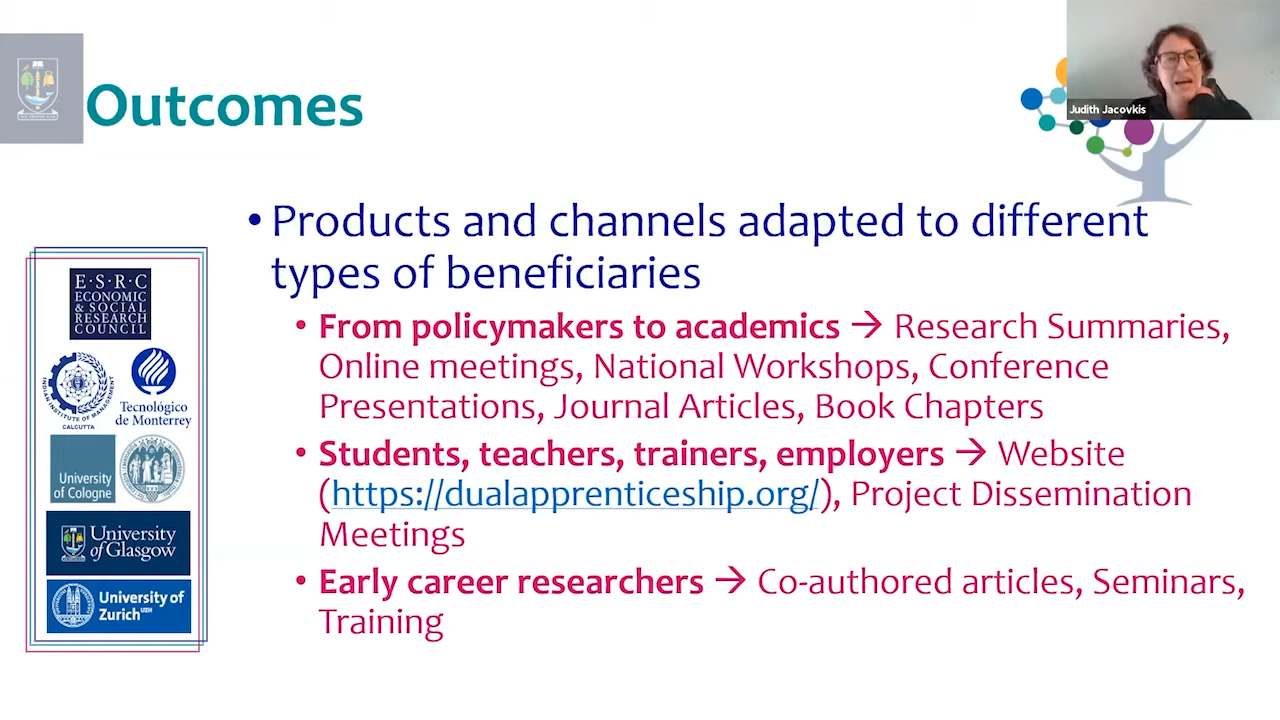 Judith Jacovkis
Outcomes
• Products and channels adapted to different
types of beneficiaries
• From policymakers to academics → Research Summaries,
Online meetings, National Workshops, Conference
Presentations, Journal Articles, Book Chapters
• Students, teachers, trainers, employers → Website
(https://dualapprenticeship.org/), Project Dissemination
Meetings
• Early career researchers → Co-authored articles, Seminars,
Training
E·S·R·C
ECONOMIC
& SOCIAL
RESEARCH
COUNCIL
INDIAN INSTITUTE OF MANAGEMENT
CALCUTTA
Tecnológico
de Monterrey
University
of Cologne
University
of Glasgow
University of
Zurich UZH